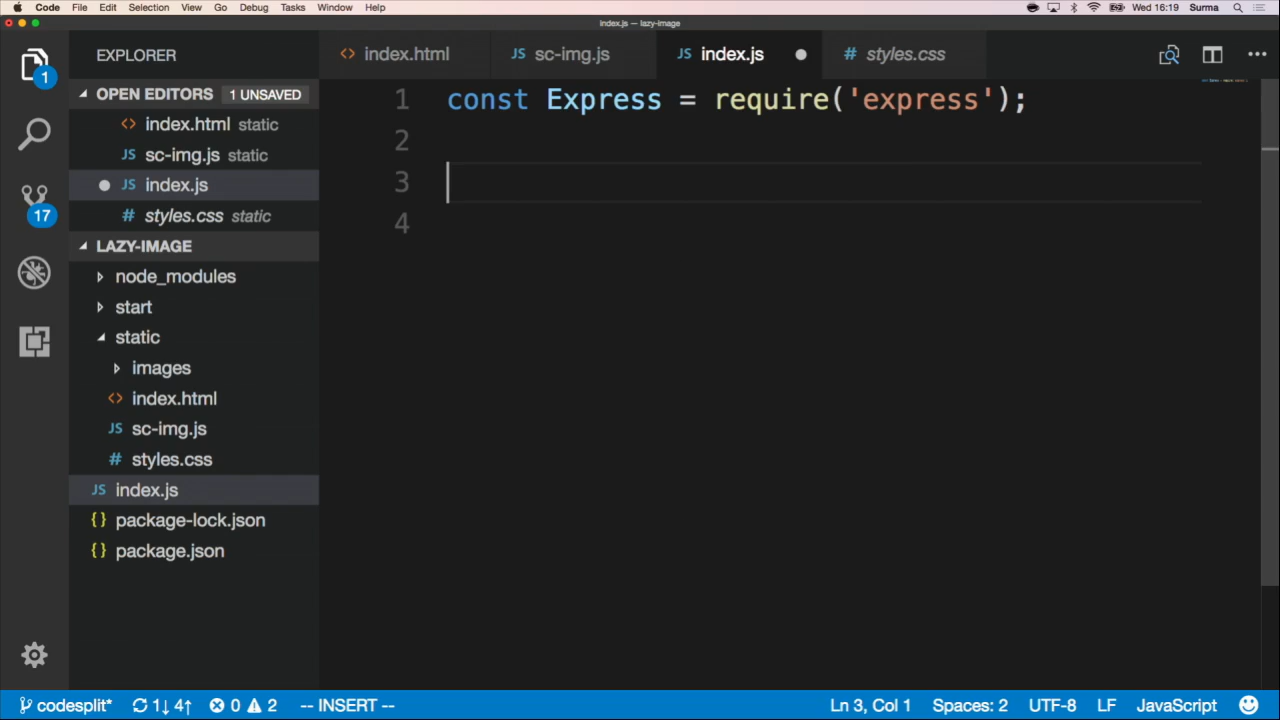 Code File Edit Selection View Go Debug Tasks Window Help Wed 16:19 Surma
index.js — lazy-image
EXPLORER
index.html
sc-img.js
index.js
styles.css
OPEN EDITORS 1 UNSAVED
index.html static
sc-img.js static
index.js
styles.css static
LAZY-IMAGE
node_modules
start
static
images
index.html
sc-img.js
styles.css
index.js
package-lock.json
package.json
1
17
1 const Express = require('express');
2
3
4
codesplit* 1↓ 4↑ 0 2 -- INSERT -- Ln 3, Col 1 Spaces: 2 UTF-8 LF JavaScript